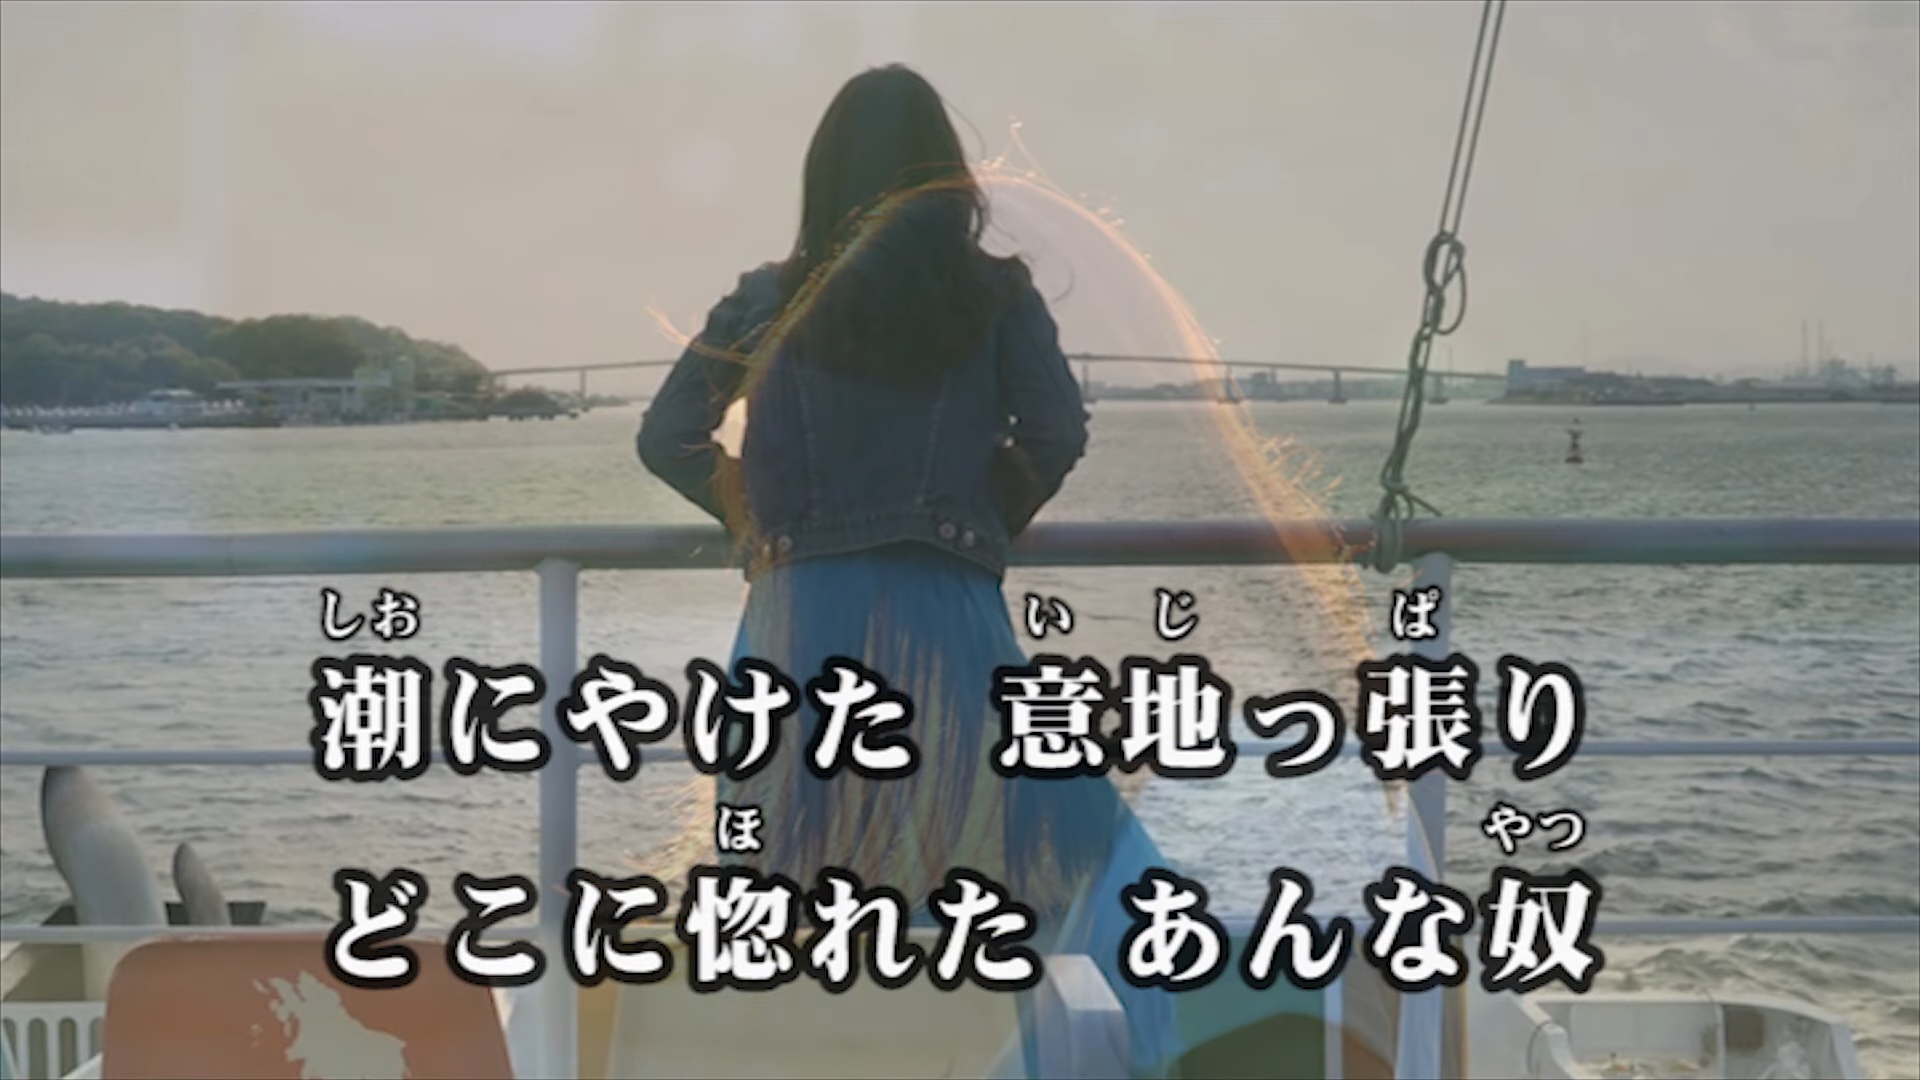 しお いじ ぱ
潮にやけた 意地っ張り
ほ やつ
どこに惚れた あんな奴